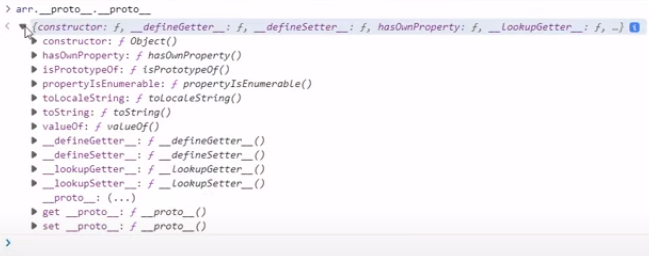 > arr.__proto__.__proto__
< ▼ {constructor: ƒ, __defineGetter__: ƒ, __defineSetter__: ƒ, hasOwnProperty: ƒ, __lookupGetter__: ƒ, …} i
▶ constructor: ƒ Object()
▶ hasOwnProperty: ƒ hasOwnProperty()
▶ isPrototypeOf: ƒ isPrototypeOf()
▶ propertyIsEnumerable: ƒ propertyIsEnumerable()
▶ toLocaleString: ƒ toLocaleString()
▶ toString: ƒ toString()
▶ valueOf: ƒ valueOf()
▶ __defineGetter__: ƒ __defineGetter__()
▶ __defineSetter__: ƒ __defineSetter__()
▶ __lookupGetter__: ƒ __lookupGetter__()
▶ __lookupSetter__: ƒ __lookupSetter__()
__proto__: (...)
▶ get __proto__: ƒ __proto__()
▶ set __proto__: ƒ __proto__()
>